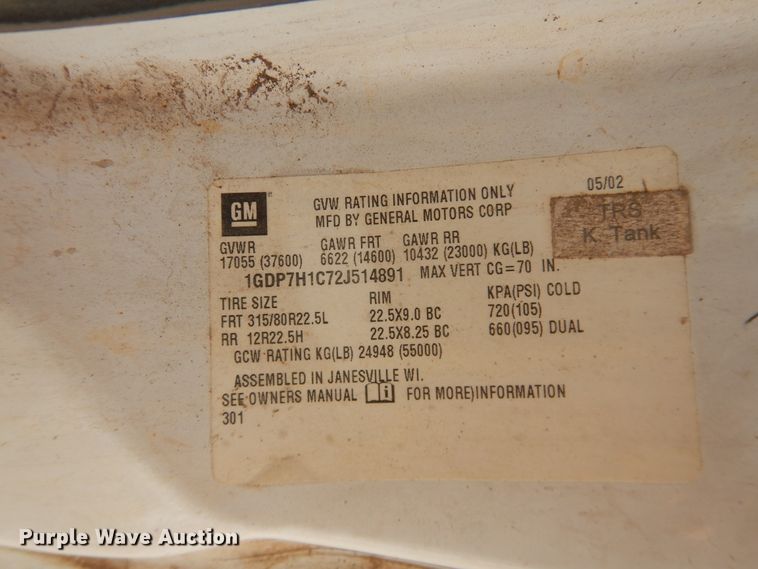 GM
GVW RATING INFORMATION ONLY
MFD BY GENERAL MOTORS CORP
05/02
TRS
K. Tank
GVWR GAWR FRT GAWR RR
17055 (37600) 6622 (14600) 10432 (23000) KG(LB)
1GDP7H1C72J514891 MAX VERT CG=70 IN.
TIRE SIZE RIM KPA(PSI) COLD
FRT 315/80R22.5L 22.5X9.0 BC 720(105)
RR 12R22.5H 22.5X8.25 BC 660(095) DUAL
GCW RATING KG(LB) 24948 (55000)
ASSEMBLED IN JANESVILLE WI.
SEE OWNERS MANUAL i FOR MORE)INFORMATION
301
Purple Wave Auction